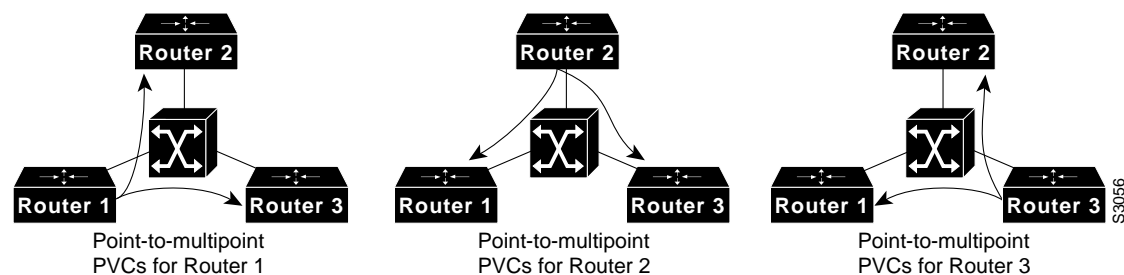 Router 2
Router 1
Router 3
Point-to-multipoint
PVCs for Router 1
Router 2
Router 1
Router 3
Point-to-multipoint
PVCs for Router 2
Router 2
Router 1
Router 3
Point-to-multipoint
PVCs for Router 3
S3056